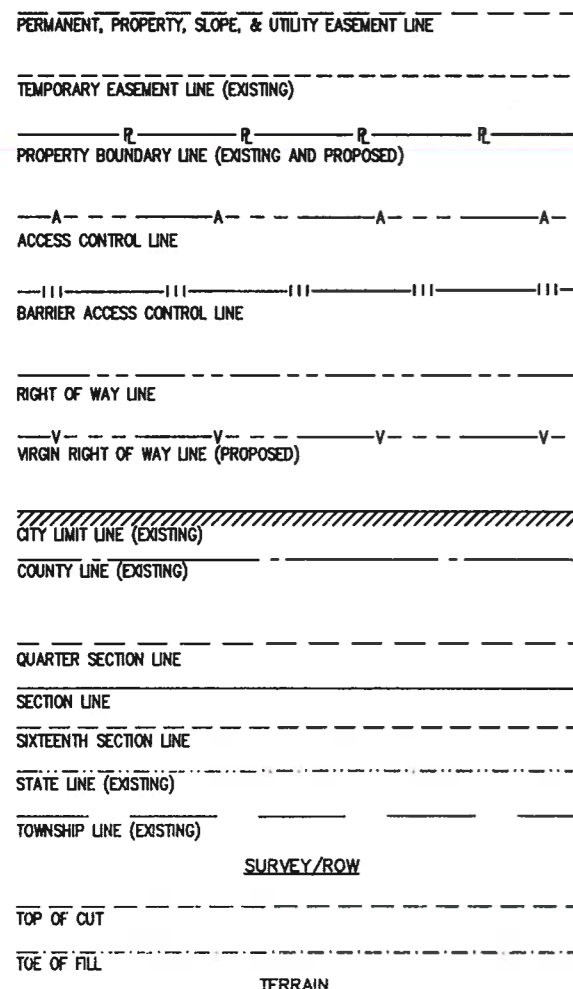 PERMANENT, PROPERTY, SLOPE, & UTILITY EASEMENT LINE
TEMPORARY EASEMENT LINE (EXISTING)
PL PL PL PL
PROPERTY BOUNDARY LINE (EXISTING AND PROPOSED)
A A A A
ACCESS CONTROL LINE
BARRIER ACCESS CONTROL LINE
RIGHT OF WAY LINE
V V V V
VIRGIN RIGHT OF WAY LINE (PROPOSED)
CITY LIMIT LINE (EXISTING)
COUNTY LINE (EXISTING)
QUARTER SECTION LINE
SECTION LINE
SIXTEENTH SECTION LINE
STATE LINE (EXISTING)
TOWNSHIP LINE (EXISTING)
SURVEY/ROW
TOP OF CUT
TOE OF FILL
TERRAIN